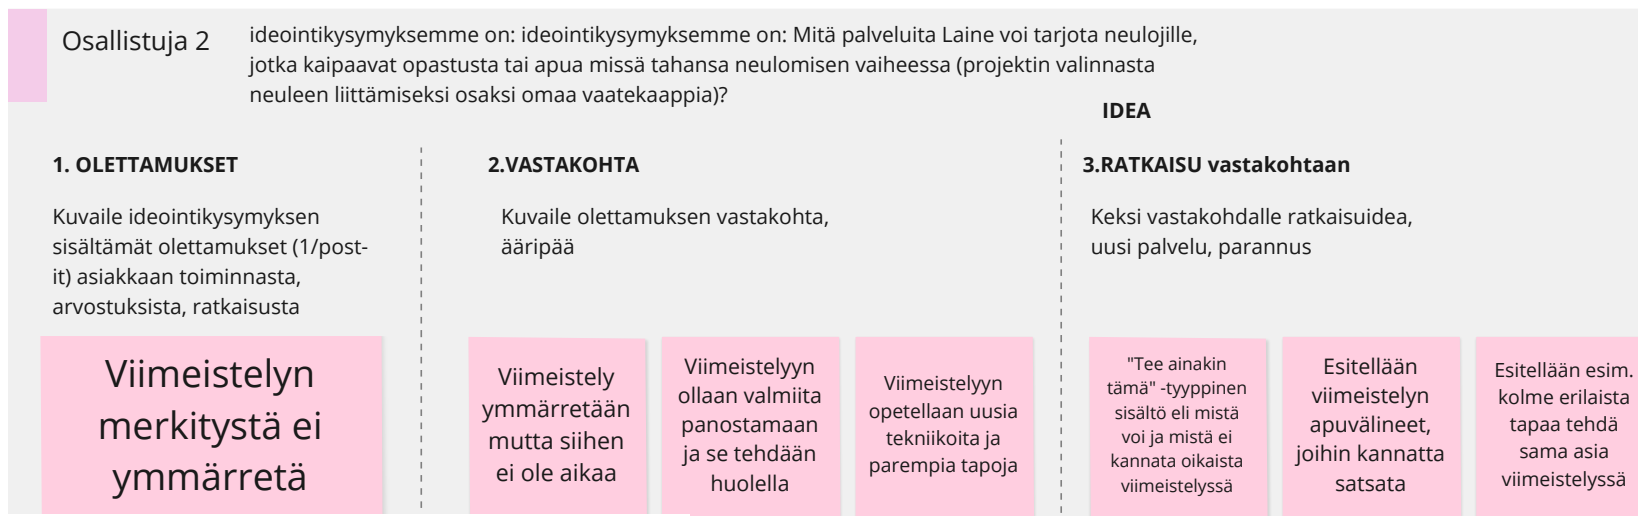 Osallistuja 2
ideointikysymyksemme on: ideointikysymyksemme on: Mitä palveluita Laine voi tarjota neulojille,
jotka kaipaavat opastusta tai apua missä tahansa neulomisen vaiheessa (projektin valinnasta
neuleen liittämiseksi osaksi omaa vaatekaappia)?
IDEA
1. OLETTAMUKSET
Kuvaile ideointikysymyksen
sisältämät olettamukset (1/post-
it) asiakkaan toiminnasta,
arvostuksista, ratkaisusta
2.VASTAKOHTA
Kuvaile olettamuksen vastakohta,
ääripää
3.RATKAISU vastakohtaan
Keksi vastakohdalle ratkaisuidea,
uusi palvelu, parannus
Viimeistelyn
merkitystä ei
ymmärretä
Viimeistely
ymmärretään
mutta siihen
ei ole aikaa
Viimeistelyyn
ollaan valmiita
panostamaan
ja se tehdään
huolella
Viimeistelyyn
opetellaan uusia
tekniikoita ja
parempia tapoja
"Tee ainakin
tämä" -tyyppinen
sisältö eli mistä
voi ja mistä ei
kannata oikaista
viimeistelyssä
Esitellään
viimeistelyn
apuvälineet,
joihin kannatta
satsata
Esitellään esim.
kolme erilaista
tapaa tehdä
sama asia
viimeistelyssä